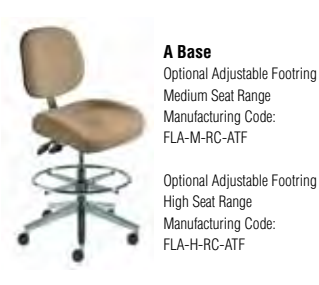 A Base
Optional Adjustable Footring
Medium Seat Range
Manufacturing Code:
FLA-M-RC-ATF
Optional Adjustable Footring
High Seat Range
Manufacturing Code:
FLA-H-RC-ATF